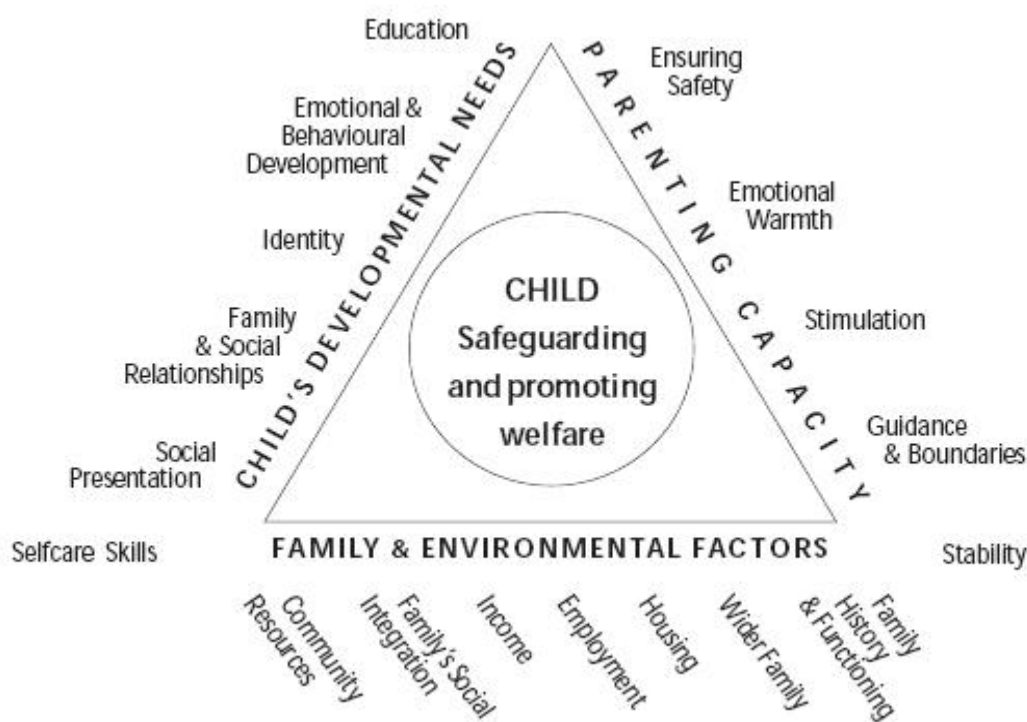 Education
Emotional &
Behavioural
Development
Identity
Family
& Social
Relationships
Social
Presentation
Selfcare Skills
CHILD'S DEVELOPMENTAL NEEDS
PARENTING CAPACITY
Ensuring
Safety
Emotional
Warmth
Stimulation
Guidance
& Boundaries
Stability
CHILD
Safeguarding
and promoting
welfare
FAMILY & ENVIRONMENTAL FACTORS
Community
Resources
Family's Social
Integration
Income
Employment
Housing
Wider Family
Family
History
& Functioning